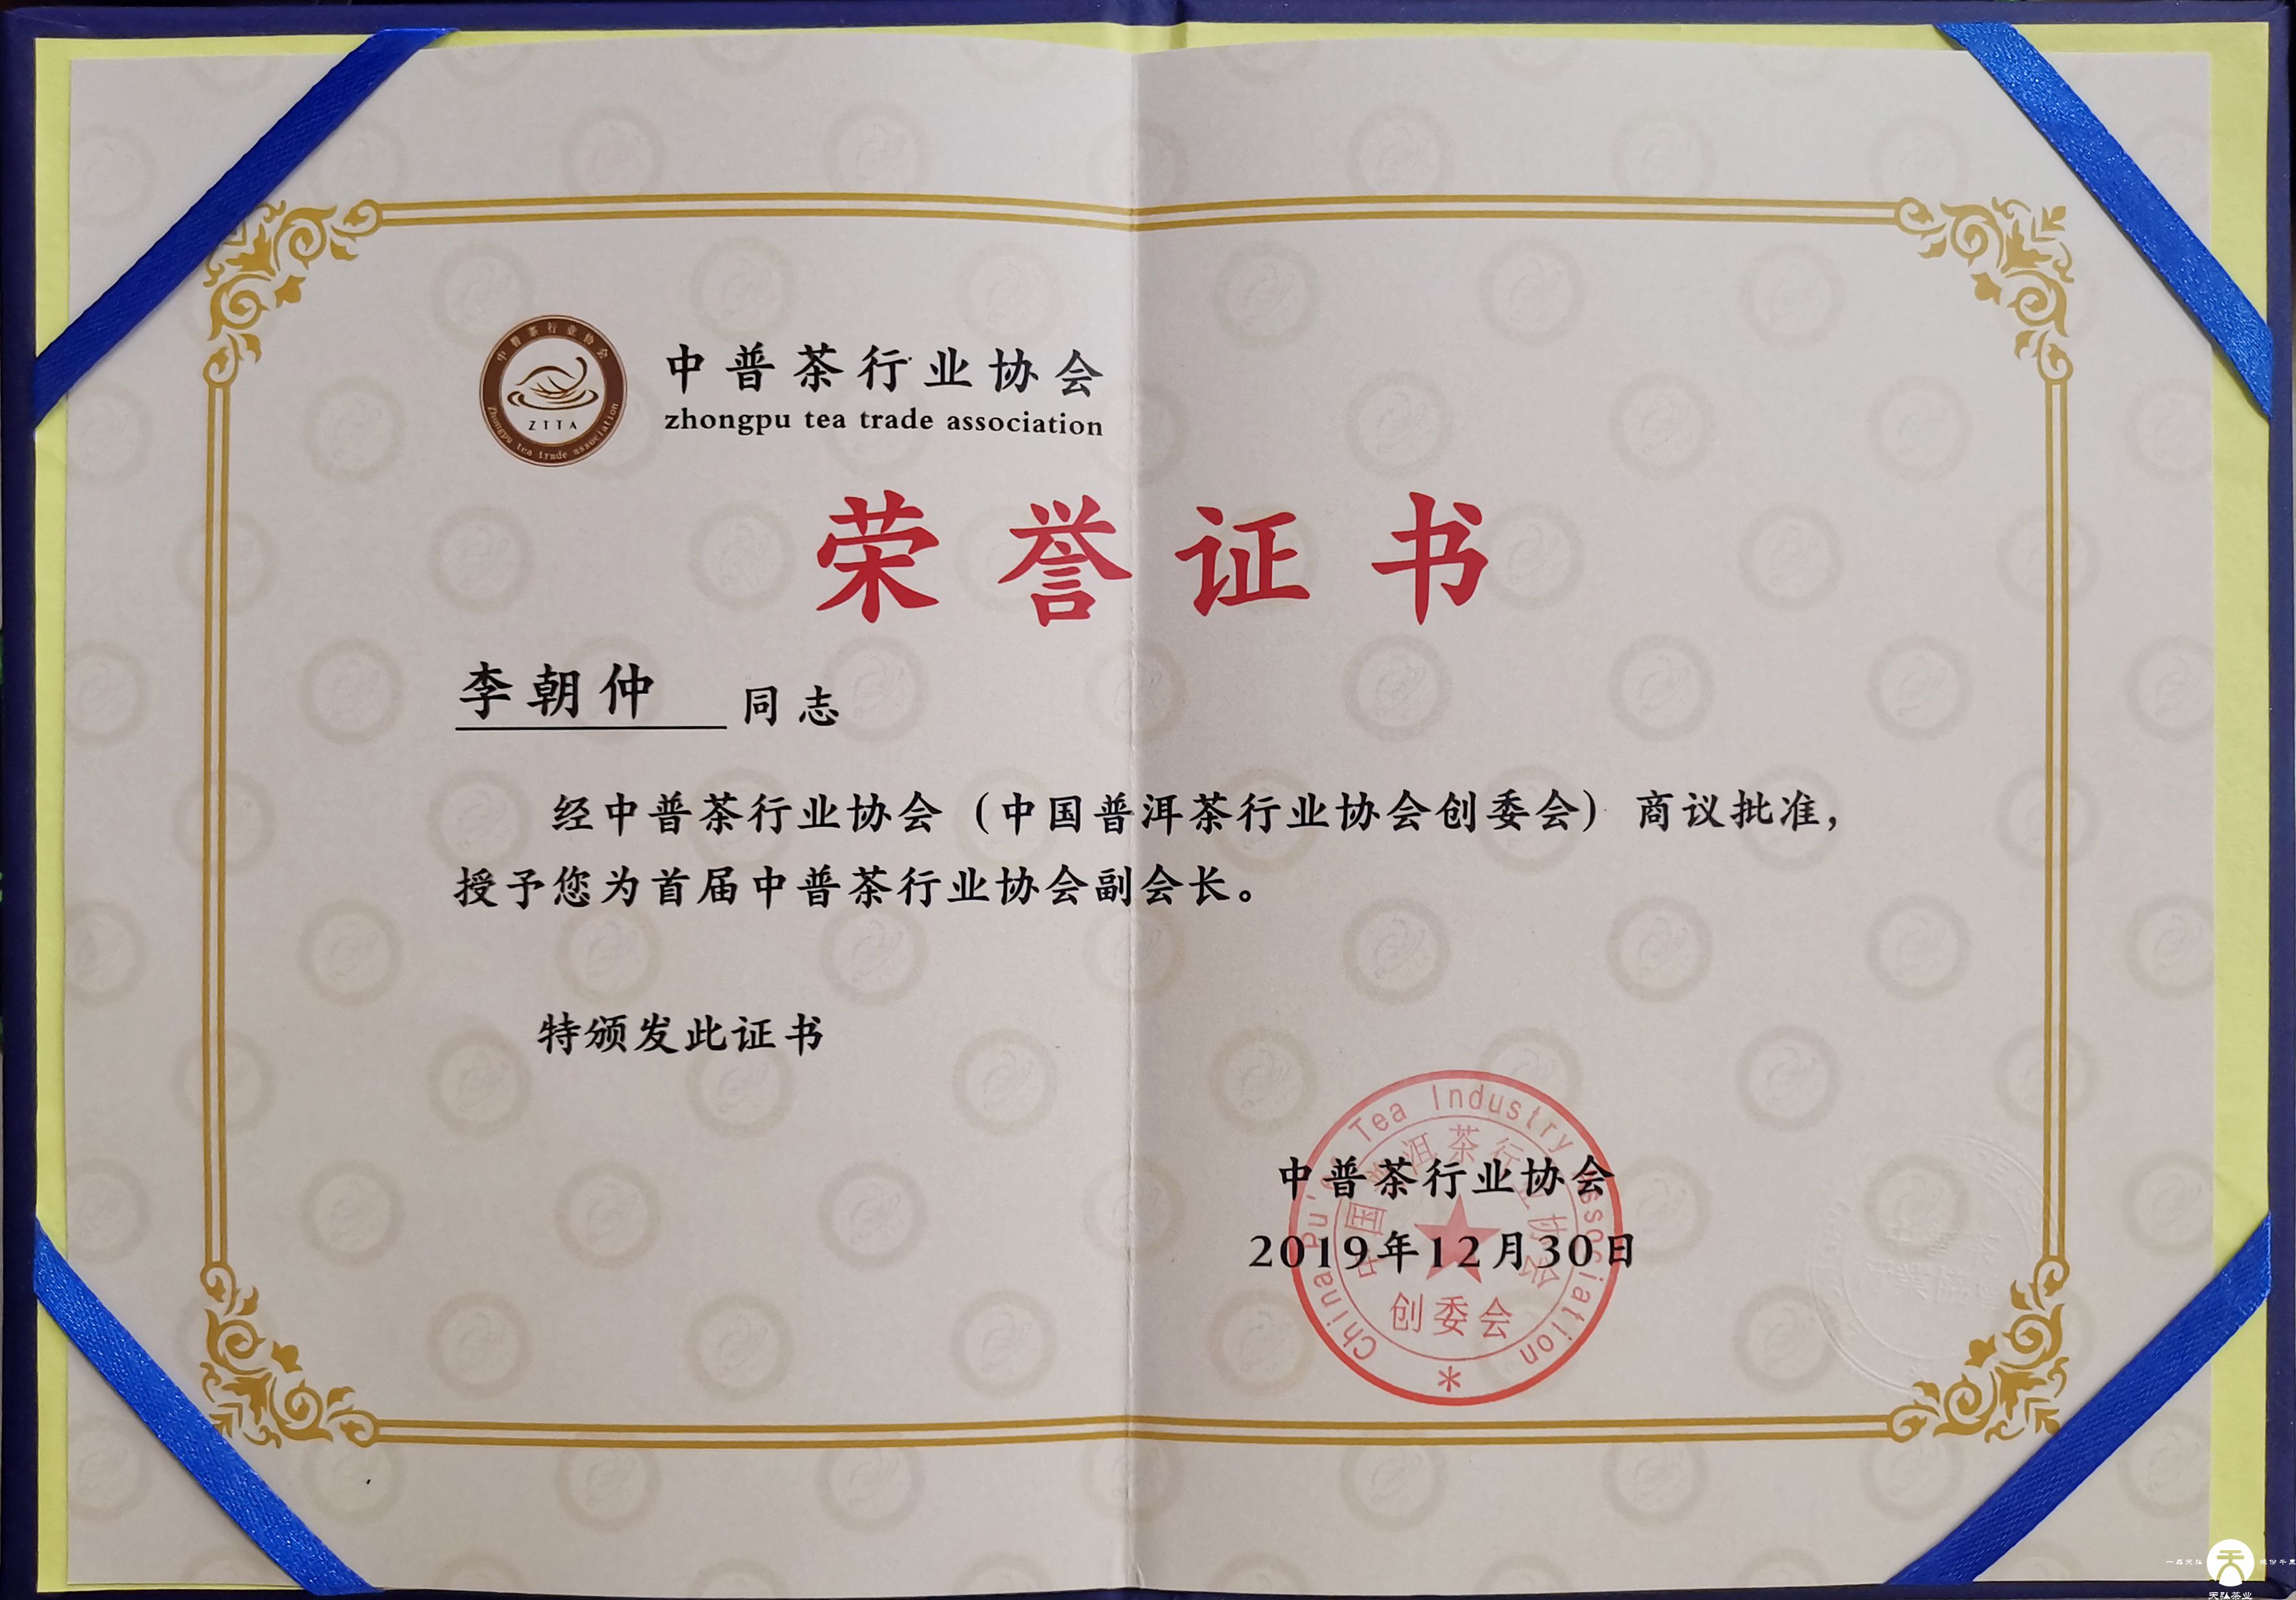 中普茶行业协会
zhongpu tea trade association
中普茶行业协会
ZTTA
Zhongpu tea trade association
荣誉证书
李朝仲 同志
经中普茶行业协会（中国普洱茶行业协会创委会）商议批准，
授予您为首届中普茶行业协会副会长。
特颁发此证书
中普茶行业协会
2019年12月30日
China Pu'er Tea Industry Association
中国普洱茶行业协会
创委会
*
天弘茶业